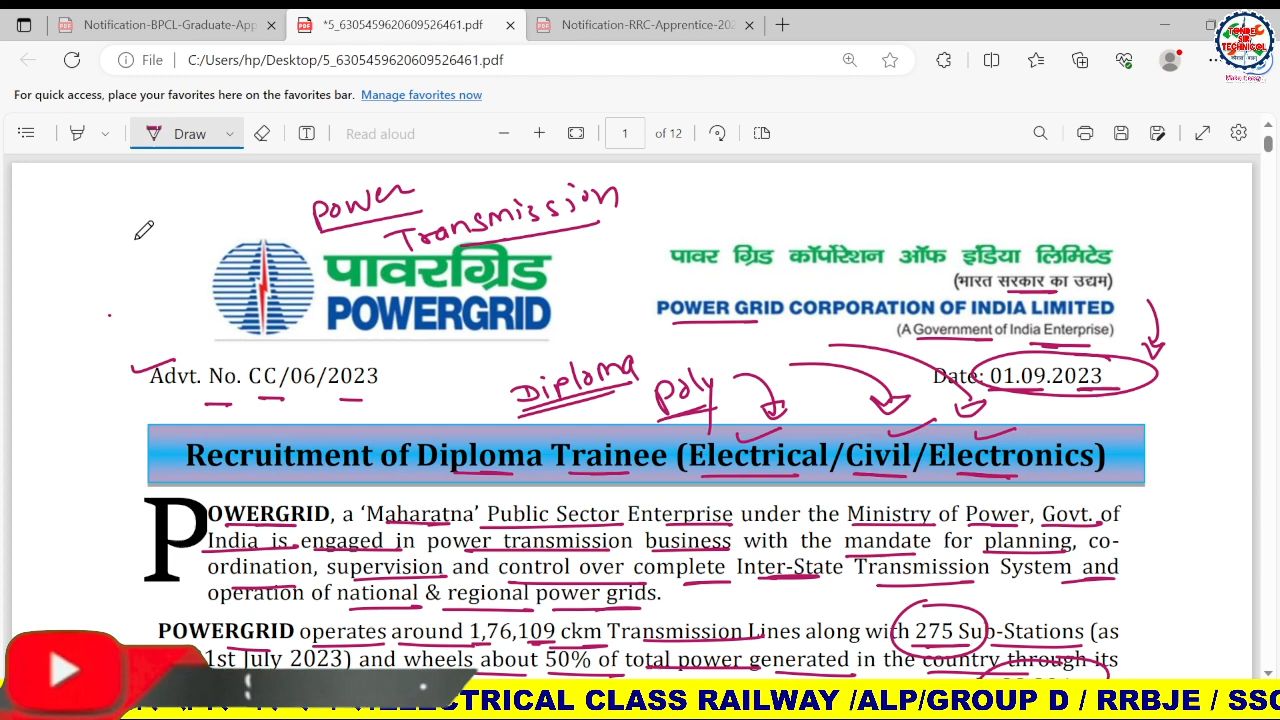 Notification-BPCL-Graduate-App
*5_6305459620609526461.pdf
Notification-RRC-Apprentice-202
TONDE
SIR
TECHNICAL
File
C:/Users/hp/Desktop/5_6305459620609526461.pdf
For quick access, place your favorites here on the favorites bar. Manage favorites now
Draw
Read aloud
1
of 12
Power
Transmission
पावरग्रिड
POWERGRID
पावर ग्रिड कॉर्पोरेशन ऑफ इंडिया लिमिटेड
(भारत सरकार का उद्यम)
POWER GRID CORPORATION OF INDIA LIMITED
(A Government of India Enterprise)
Advt. No. CC/06/2023
Diploma
Poly
Date: 01.09.2023
Recruitment of Diploma Trainee (Electrical/Civil/Electronics)
POWERGRID, a ‘Maharatna’ Public Sector Enterprise under the Ministry of Power, Govt. of
India is engaged in power transmission business with the mandate for planning, co-
ordination, supervision and control over complete Inter-State Transmission System and
operation of national & regional power grids.
POWERGRID operates around 1,76,109 ckm Transmission Lines along with 275 Sub-Stations (as
1st July 2023) and wheels about 50% of total power generated in the country through its
ELECTRICAL CLASS RAILWAY /ALP/GROUP D / RRBJE / SSC